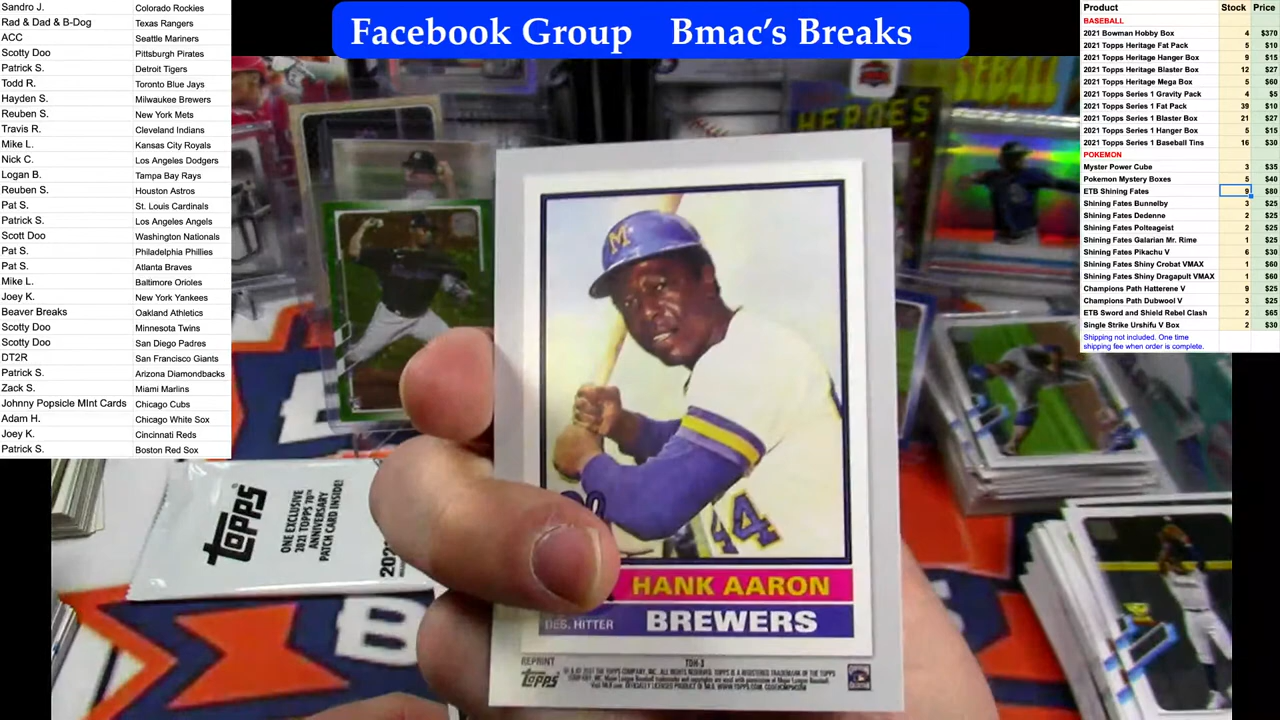 Facebook Group Bmac's Breaks
Sandro J. Colorado Rockies
Rad & Dad & B-Dog Texas Rangers
ACC Seattle Mariners
Scotty Doo Pittsburgh Pirates
Patrick S. Detroit Tigers
Todd R. Toronto Blue Jays
Hayden S. Milwaukee Brewers
Reuben S. New York Mets
Travis R. Cleveland Indians
Mike L. Kansas City Royals
Nick C. Los Angeles Dodgers
Logan B. Tampa Bay Rays
Reuben S. Houston Astros
Pat S. St. Louis Cardinals
Patrick S. Los Angeles Angels
Scott Doo Washington Nationals
Pat S. Philadelphia Phillies
Pat S. Atlanta Braves
Mike L. Baltimore Orioles
Joey K. New York Yankees
Beaver Breaks Oakland Athletics
Scotty Doo Minnesota Twins
Scotty Doo San Diego Padres
DT2R San Francisco Giants
Patrick S. Arizona Diamondbacks
Zack S. Miami Marlins
Johnny Popsicle MInt Cards Chicago Cubs
Adam H. Chicago White Sox
Joey K. Cincinnati Reds
Patrick S. Boston Red Sox
Product Stock Price
BASEBALL
2021 Bowman Hobby Box 4 $370
2021 Topps Heritage Fat Pack 5 $10
2021 Topps Heritage Hanger Box 9 $15
2021 Topps Heritage Blaster Box 12 $27
2021 Topps Heritage Mega Box 5 $60
2021 Topps Series 1 Gravity Pack 4 $5
2021 Topps Series 1 Fat Pack 39 $10
2021 Topps Series 1 Blaster Box 21 $27
2021 Topps Series 1 Hanger Box 5 $15
2021 Topps Series 1 Baseball Tins 16 $30
POKEMON
Myster Power Cube 3 $35
Pokemon Mystery Boxes 5 $40
ETB Shining Fates 9 $80
Shining Fates Bunnelby 3 $25
Shining Fates Dedenne 2 $25
Shining Fates Polteageist 2 $25
Shining Fates Galarian Mr. Rime 1 $25
Shining Fates Pikachu V 6 $30
Shining Fates Shiny Crobat VMAX 1 $60
Shining Fates Shiny Dragapult VMAX 1 $60
Champions Path Hatterene V 9 $25
Champions Path Dubwool V 3 $25
ETB Sword and Shield Rebel Clash 2 $65
Single Strike Urshifu V Box 2 $30
Shipping not included. One time
shipping fee when order is complete.
HEROES
BASEBALL
M
44
HANK AARON
DES. HITTER BREWERS
REPRINT
topps
TDH-3
topps
ONE EXCLUSIVE
2021 TOPPS 70th
ANNIVERSARY
PATCH CARD INSIDE!